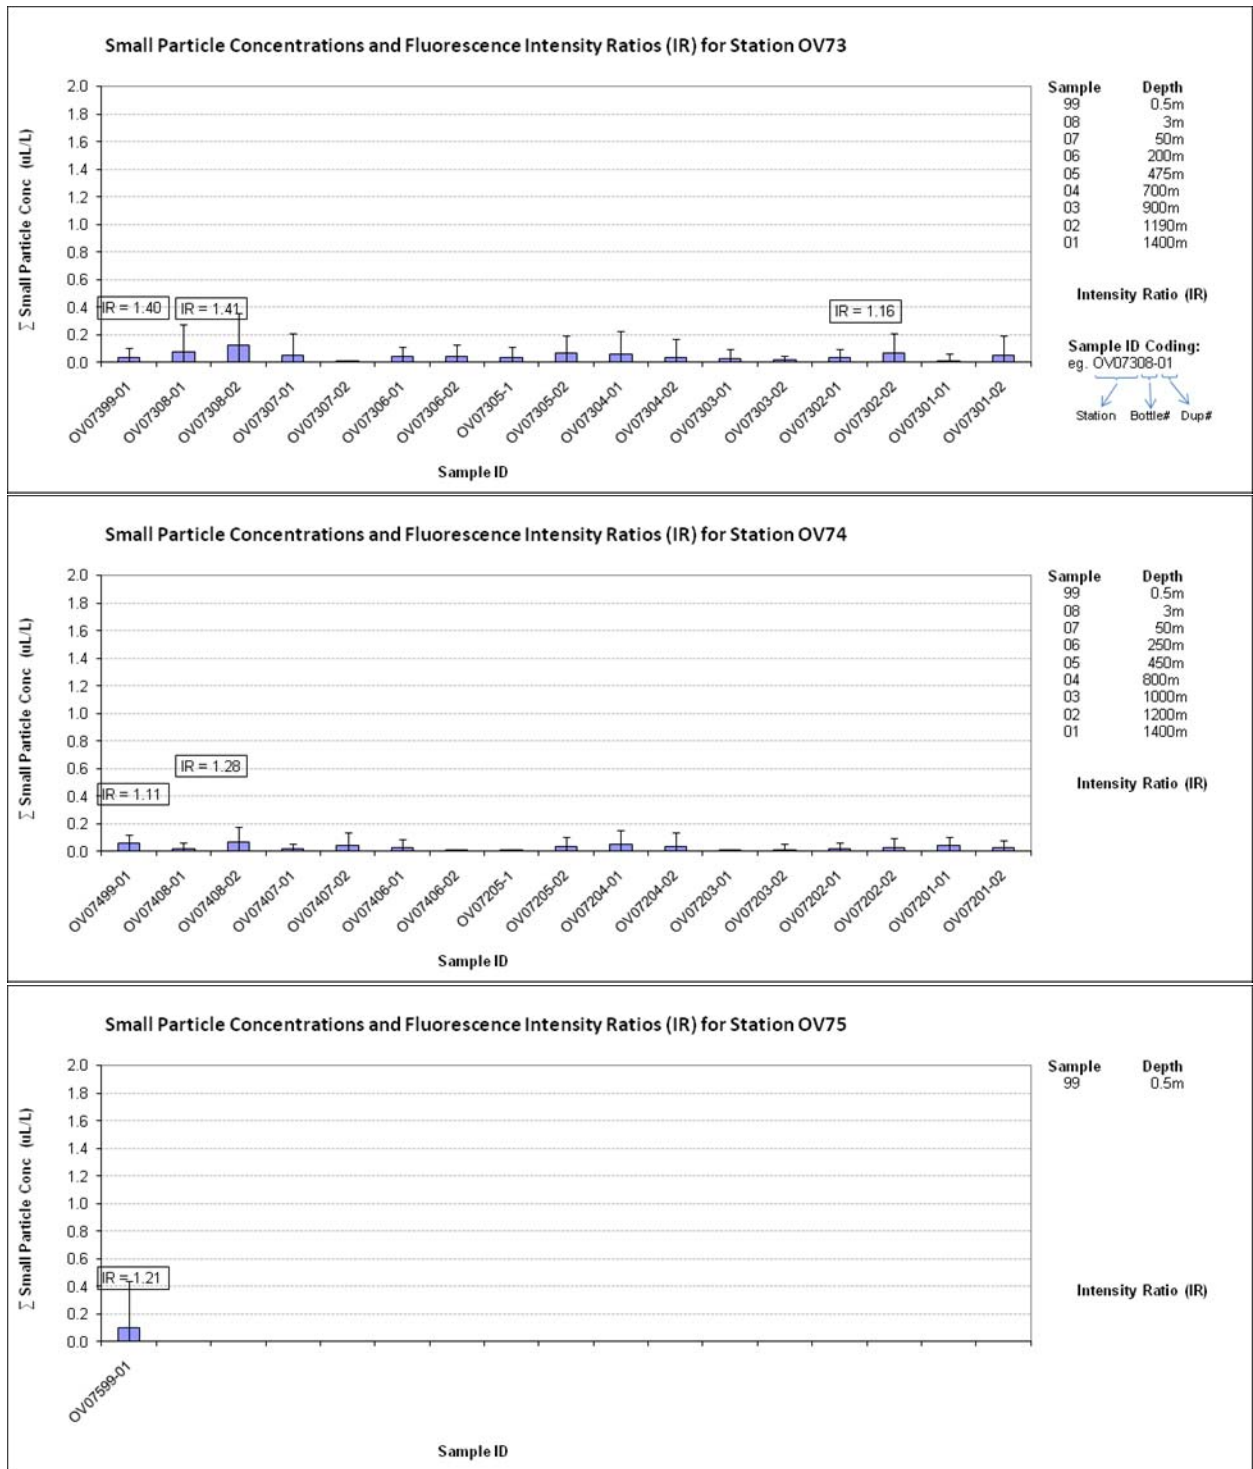 Small Particle Concentrations and Fluorescence Intensity Ratios (IR) for Station OV73
∑ Small Particle Conc (uL/L)
2.0
1.8
1.6
1.4
1.2
1.0
0.8
0.6
0.4
0.2
0.0
IR = 1.40
IR = 1.41
IR = 1.16
OV07399-01
OV07308-01
OV07308-02
OV07307-01
OV07307-02
OV07306-01
OV07306-02
OV07305-1
OV07305-02
OV07304-01
OV07304-02
OV07303-01
OV07303-02
OV07302-01
OV07302-02
OV07301-01
OV07301-02
Sample ID
Sample Depth
99 0.5m
08 3m
07 50m
06 200m
05 475m
04 700m
03 900m
02 1190m
01 1400m
Intensity Ratio (IR)
Sample ID Coding:
eg. OV07308-01
Station Bottle# Dup#
Small Particle Concentrations and Fluorescence Intensity Ratios (IR) for Station OV74
∑ Small Particle Conc (uL/L)
2.0
1.8
1.6
1.4
1.2
1.0
0.8
0.6
0.4
0.2
0.0
IR = 1.11
IR = 1.28
OV07499-01
OV07408-01
OV07408-02
OV07407-01
OV07407-02
OV07406-01
OV07406-02
OV07205-1
OV07205-02
OV07204-01
OV07204-02
OV07203-01
OV07203-02
OV07202-01
OV07202-02
OV07201-01
OV07201-02
Sample ID
Sample Depth
99 0.5m
08 3m
07 50m
06 250m
05 450m
04 800m
03 1000m
02 1200m
01 1400m
Intensity Ratio (IR)
Small Particle Concentrations and Fluorescence Intensity Ratios (IR) for Station OV75
∑ Small Particle Conc (uL/L)
2.0
1.8
1.6
1.4
1.2
1.0
0.8
0.6
0.4
0.2
0.0
IR = 1.21
OV07599-01
Sample ID
Sample Depth
99 0.5m
Intensity Ratio (IR)